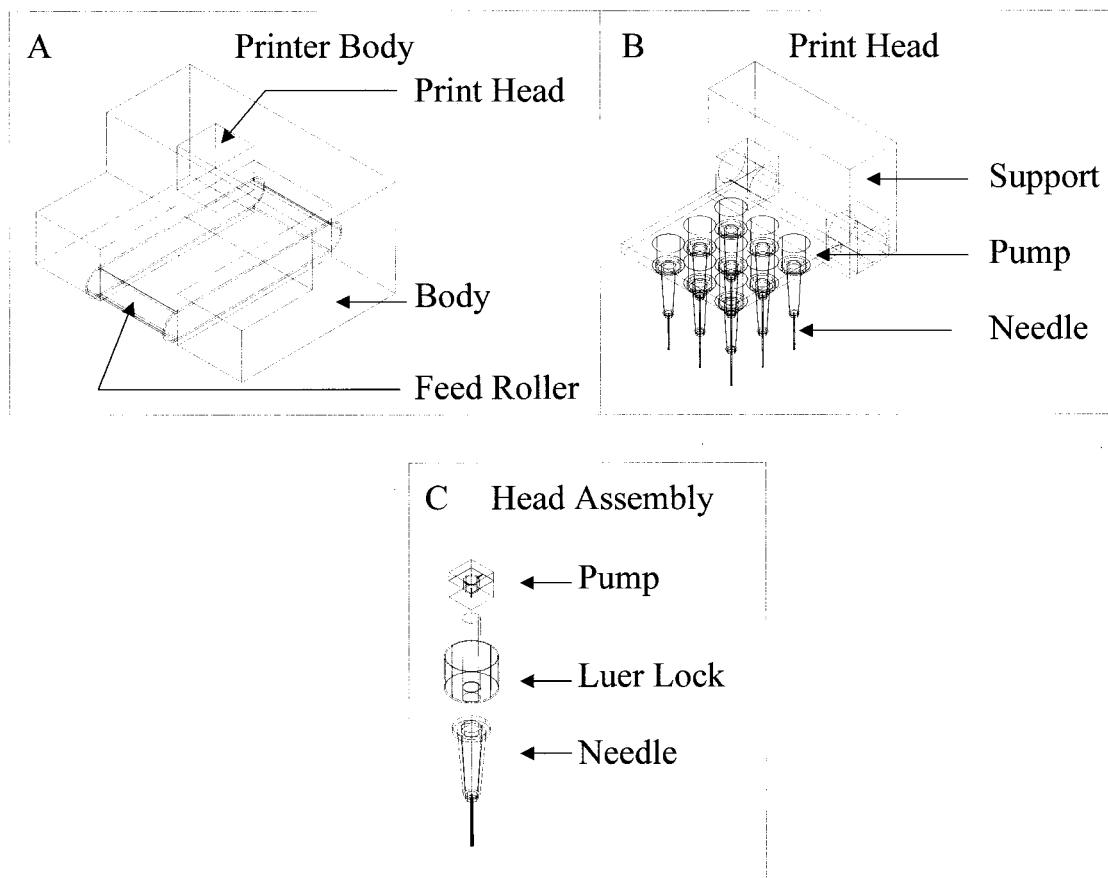 A Printer Body
Print Head
Body
Feed Roller
B Print Head
Support
Pump
Needle
C Head Assembly
Pump
Luer Lock
Needle